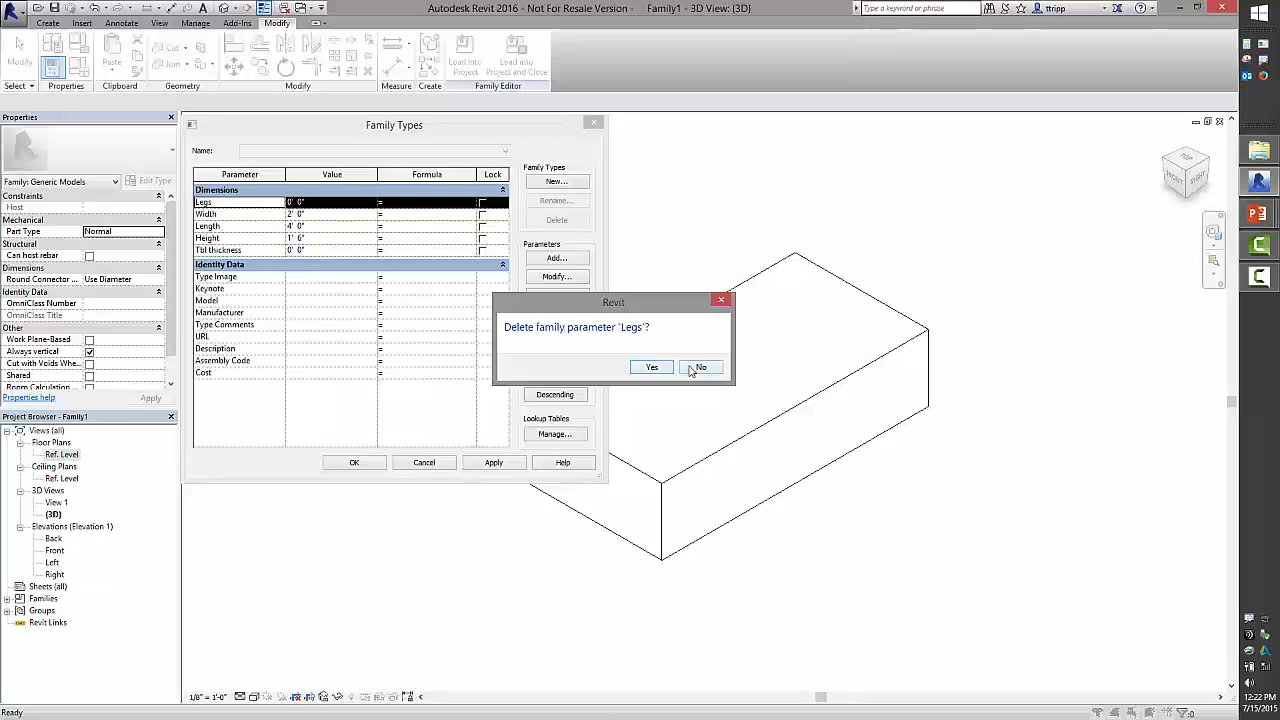 Autodesk Revit 2016 - Not For Resale Version - Family1 - 3D View: {3D}
Type a keyword or phrase
ttripp
Create Insert Annotate View Manage Add-Ins Modify
Modify Paste Cut Join Load into Project Load into Project and Close
Select Properties Clipboard Geometry Modify Measure Create Family Editor
Properties
Family: Generic Models Edit Type
Constraints
Host
Mechanical
Part Type Normal
Structural
Can host rebar
Dimensions
Round Connector ... Use Diameter
Identity Data
OmniClass Number
OmniClass Title
Other
Work Plane-Based
Always vertical
Cut with Voids Whe...
Shared
Room Calculation ...
Properties help Apply
Project Browser - Family1
Views (all)
Floor Plans
Ref. Level
Ceiling Plans
Ref. Level
3D Views
View 1
{3D}
Elevations (Elevation 1)
Back
Front
Left
Right
Sheets (all)
Families
Groups
Revit Links
Family Types
Name:
Parameter Value Formula Lock
Dimensions
Legs 0' 0" =
Width 2' 0" =
Length 4' 0" =
Height 1' 6" =
Tbl thickness 0' 0" =
Identity Data
Type Image =
Keynote =
Model =
Manufacturer =
Type Comments =
URL =
Description =
Assembly Code =
Cost =
Family Types
New...
Rename...
Delete
Parameters
Add...
Modify...
Descending
Lookup Tables
Manage...
OK Cancel Apply Help
Revit
Delete family parameter 'Legs'?
Yes No
TOP
FRONT RIGHT
1/8" = 1'-0"
Ready
:0
12:22 PM
7/15/2015